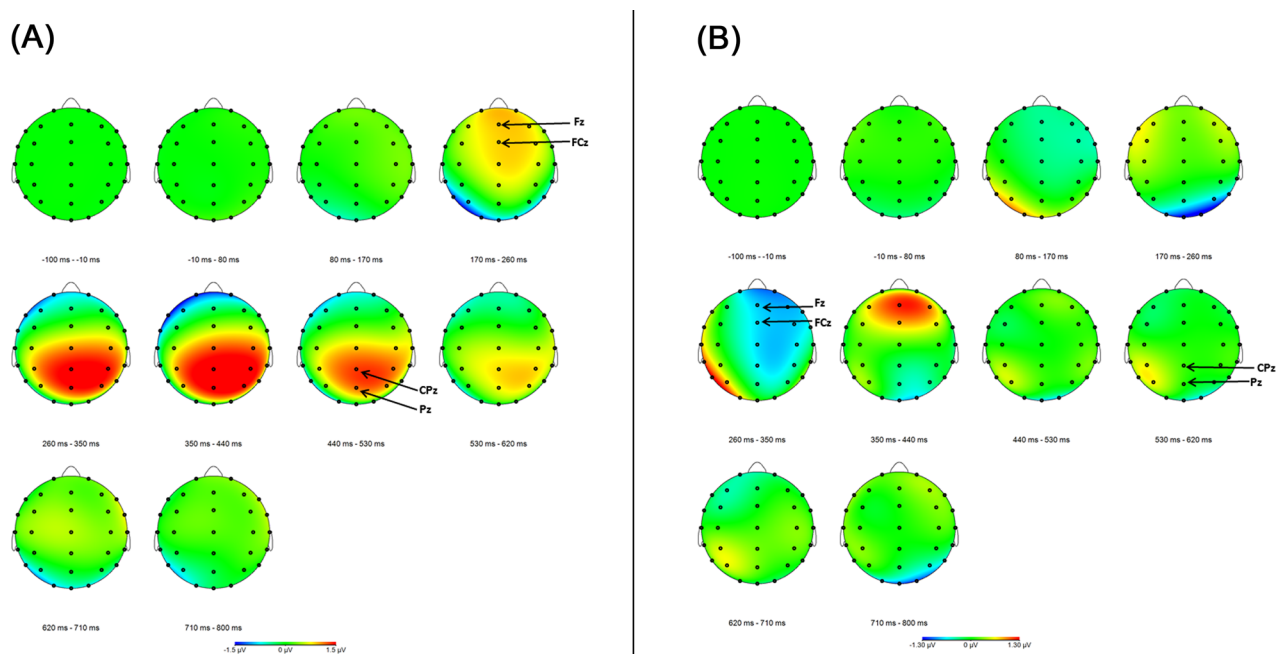 (A)
Fz
FCz
-100 ms - -10 ms
-10 ms - 80 ms
80 ms - 170 ms
170 ms - 260 ms
CPz
Pz
260 ms - 350 ms
350 ms - 440 ms
440 ms - 530 ms
530 ms - 620 ms
620 ms - 710 ms
710 ms - 800 ms
-1.5 µV 0 µV 1.5 µV
(B)
-100 ms - -10 ms
-10 ms - 80 ms
80 ms - 170 ms
170 ms - 260 ms
Fz
FCz
CPz
Pz
260 ms - 350 ms
350 ms - 440 ms
440 ms - 530 ms
530 ms - 620 ms
620 ms - 710 ms
710 ms - 800 ms
-1.30 µV 0 µV 1.30 µV